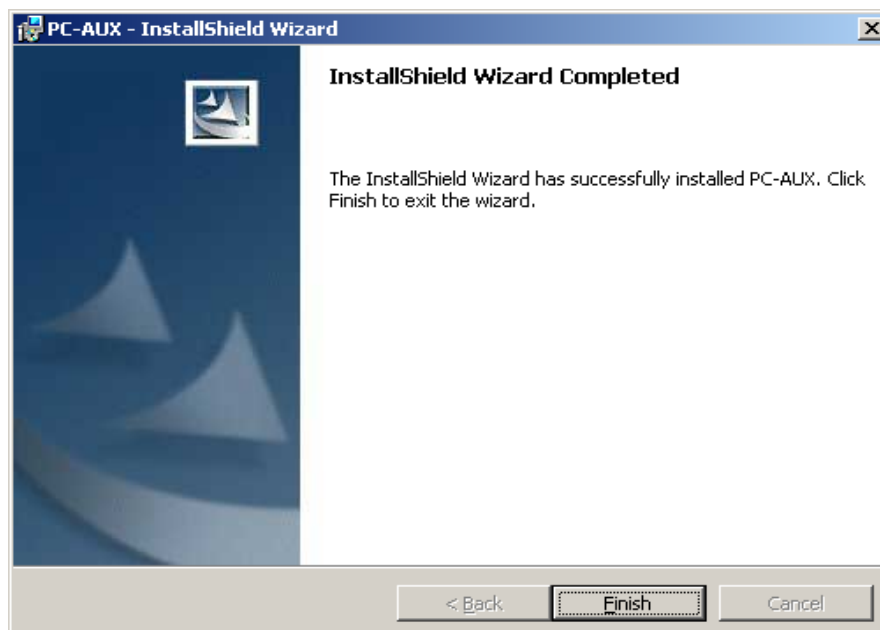 PC-AUX - InstallShield Wizard
InstallShield Wizard Completed
The InstallShield Wizard has successfully installed PC-AUX. Click
Finish to exit the wizard.
< Back
Finish
Cancel